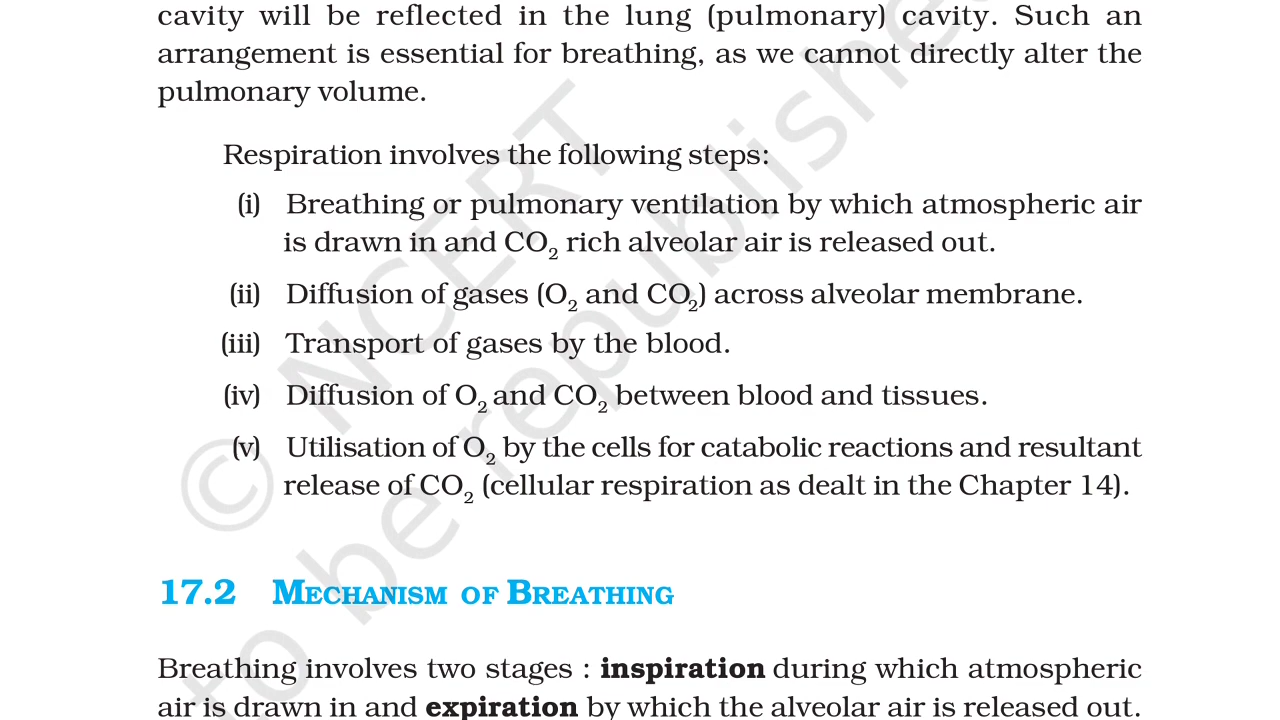 cavity will be reflected in the lung (pulmonary) cavity. Such an
arrangement is essential for breathing, as we cannot directly alter the
pulmonary volume.
Respiration involves the following steps:
(i) Breathing or pulmonary ventilation by which atmospheric air
is drawn in and CO₂ rich alveolar air is released out.
(ii) Diffusion of gases (O₂ and CO₂) across alveolar membrane.
(iii) Transport of gases by the blood.
(iv) Diffusion of O₂ and CO₂ between blood and tissues.
(v) Utilisation of O₂ by the cells for catabolic reactions and resultant
release of CO₂ (cellular respiration as dealt in the Chapter 14).
17.2 MECHANISM OF BREATHING
Breathing involves two stages : inspiration during which atmospheric
air is drawn in and expiration by which the alveolar air is released out.
© NCERT
to be republished